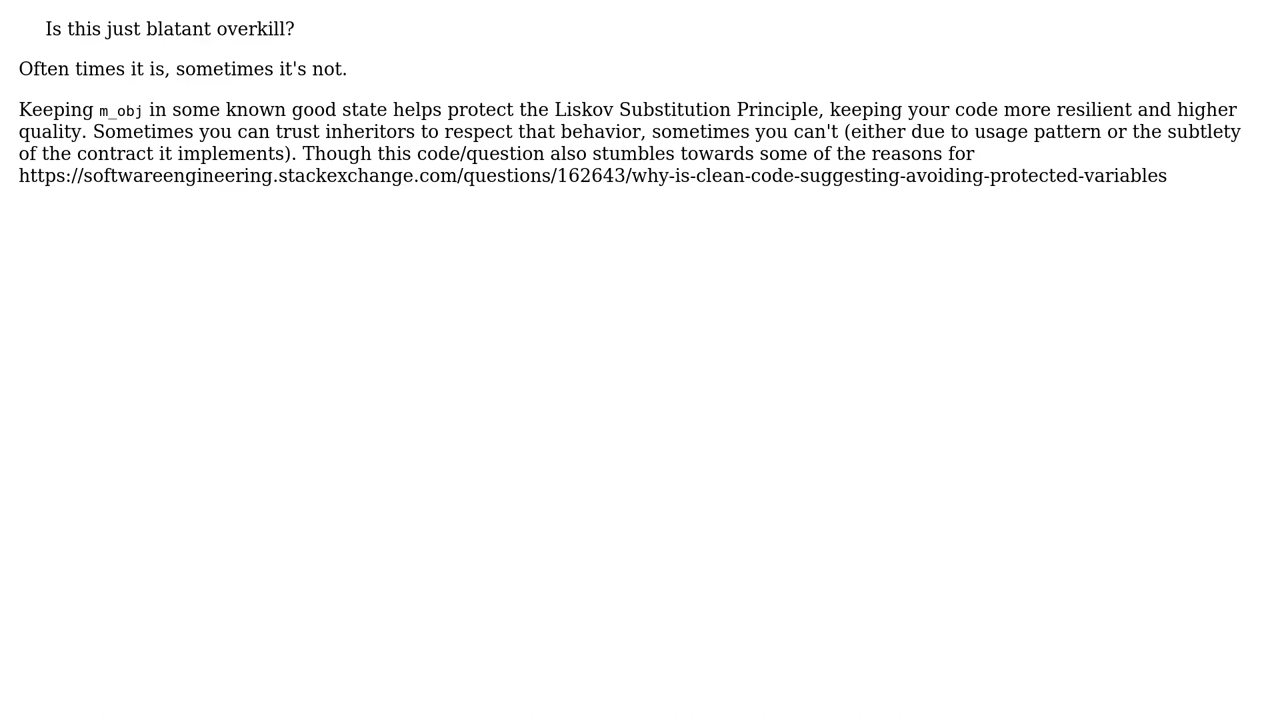 Is this just blatant overkill?
Often times it is, sometimes it's not.
Keeping m_obj in some known good state helps protect the Liskov Substitution Principle, keeping your code more resilient and higher
quality. Sometimes you can trust inheritors to respect that behavior, sometimes you can't (either due to usage pattern or the subtlety
of the contract it implements). Though this code/question also stumbles towards some of the reasons for
https://softwareengineering.stackexchange.com/questions/162643/why-is-clean-code-suggesting-avoiding-protected-variables